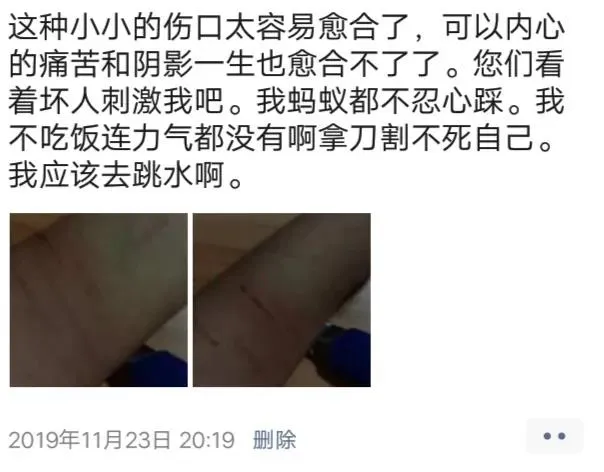 这种小小的伤口太容易愈合了，可以内心
的痛苦和阴影一生也愈合不了了。您们看
着坏人刺激我吧。我蚂蚁都不忍心踩。我
不吃饭连力气都没有啊拿刀割不死自己。
我应该去跳水啊。
2019年11月23日 20:19 删除